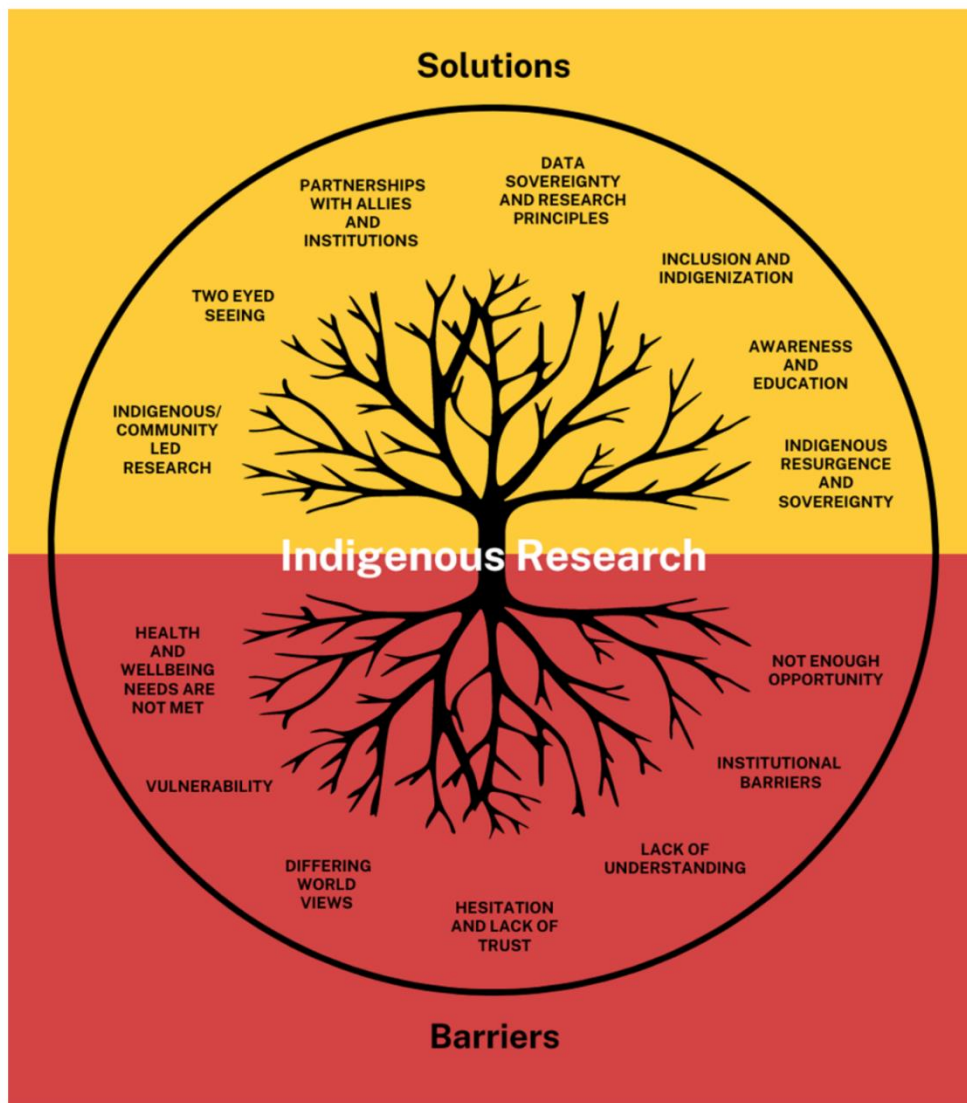 Solutions
PARTNERSHIPS
WITH ALLIES
AND
INSTITUTIONS
DATA
SOVEREIGNTY
AND RESEARCH
PRINCIPLES
INCLUSION AND
INDIGENIZATION
TWO EYED
SEEING
AWARENESS
AND
EDUCATION
INDIGENOUS/
COMMUNITY
LED
RESEARCH
INDIGENOUS
RESURGENCE
AND
SOVEREIGNTY
Indigenous Research
HEALTH
AND
WELLBEING
NEEDS ARE
NOT MET
NOT ENOUGH
OPPORTUNITY
VULNERABILITY
INSTITUTIONAL
BARRIERS
DIFFERING
WORLD
VIEWS
LACK OF
UNDERSTANDING
HESITATION
AND LACK OF
TRUST
Barriers